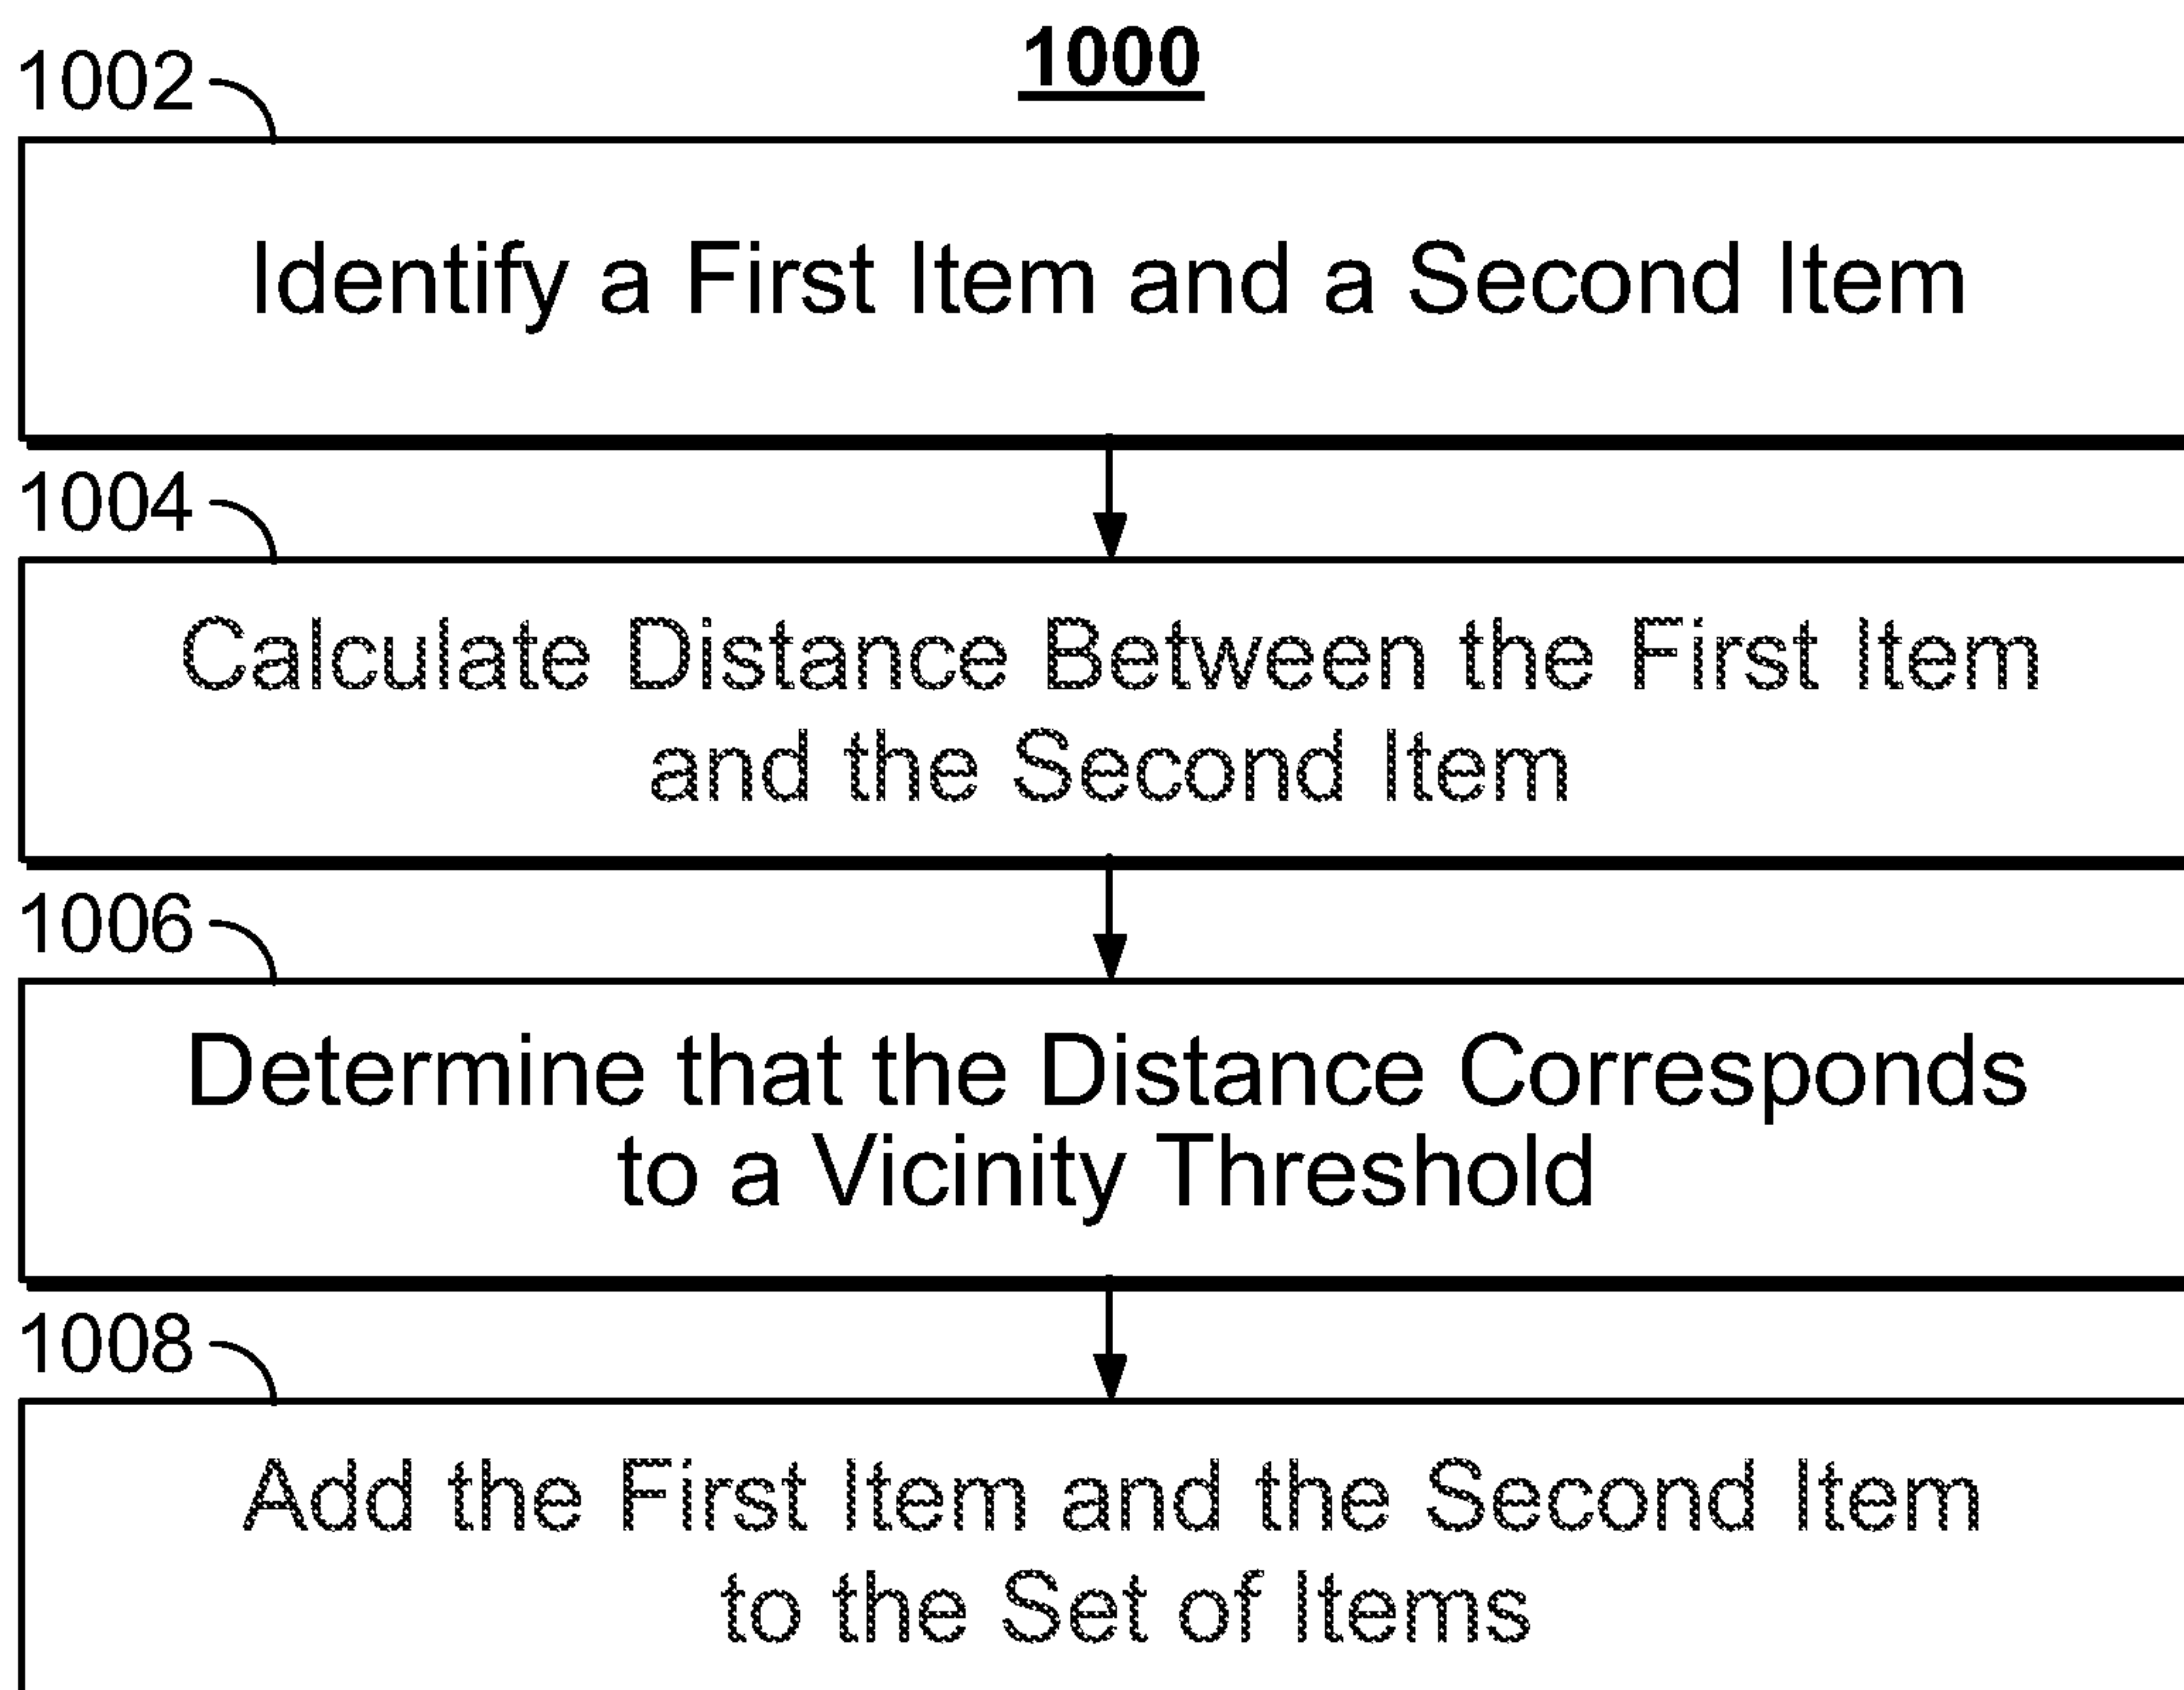 1000
1002
Identify a First Item and a Second Item
1004
Calculate Distance Between the First Item
and the Second Item
1006
Determine that the Distance Corresponds
to a Vicinity Threshold
1008
Add the First Item and the Second Item
to the Set of Items